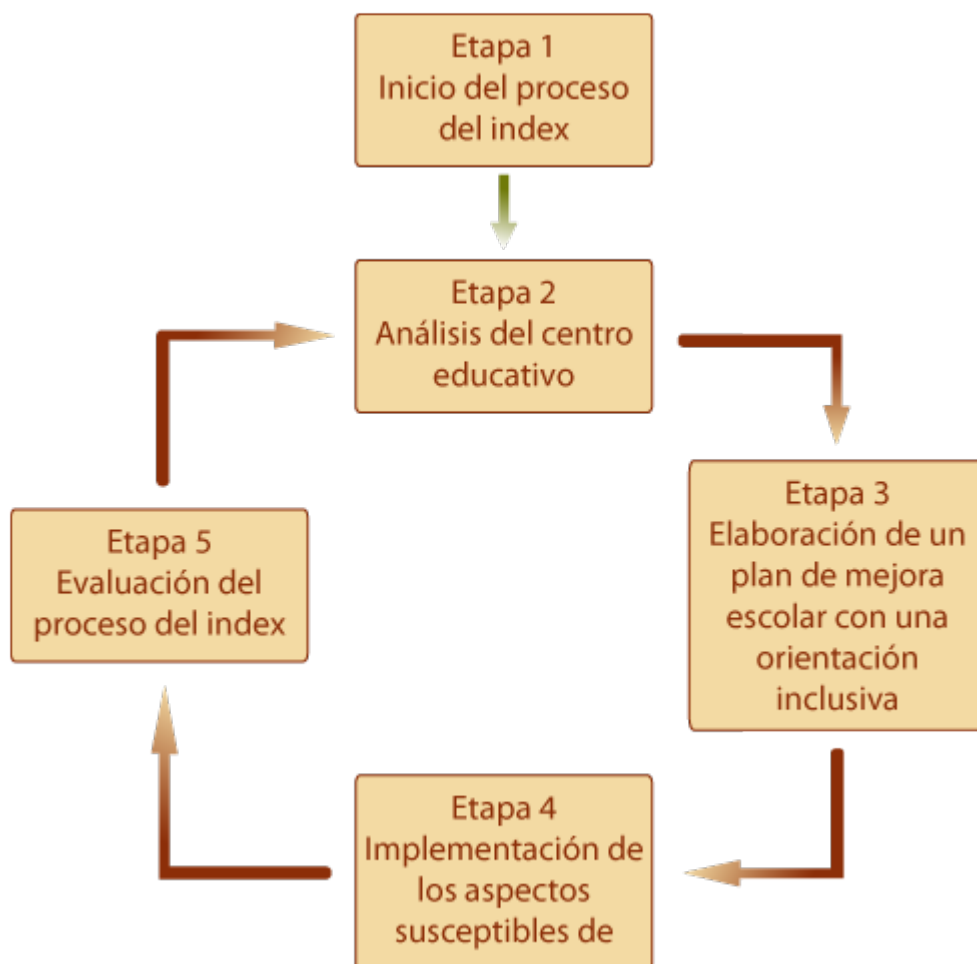 Etapa 1
Inicio del proceso
del index
Etapa 2
Análisis del centro
educativo
Etapa 3
Elaboración de un
plan de mejora
escolar con una
orientación
inclusiva
Etapa 4
Implementación de
los aspectos
susceptibles de
Etapa 5
Evaluación del
proceso del index